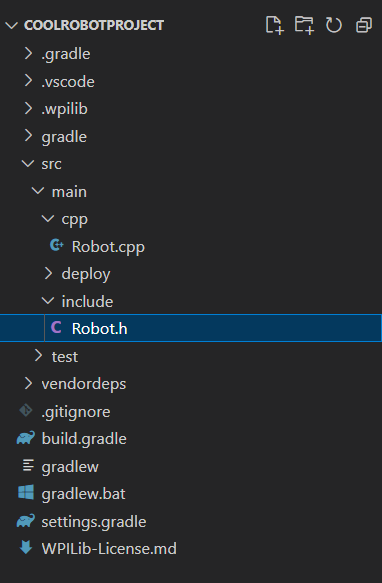 COOLROBOTPROJECT
.gradle
.vscode
.wpilib
gradle
src
main
cpp
Robot.cpp
deploy
include
Robot.h
test
vendordeps
.gitignore
build.gradle
gradlew
gradlew.bat
settings.gradle
WPILib-License.md